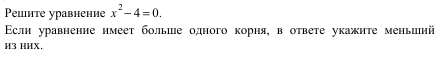 Решите уравнение x² − 4 = 0.
Если уравнение имеет больше одного корня, в ответе укажите меньший
из них.